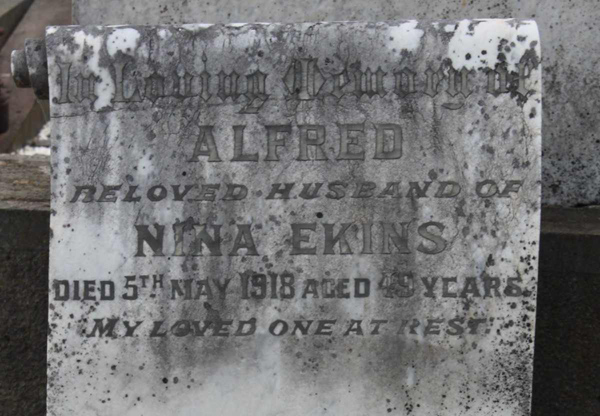 In Loving Memory of
ALFRED
BELOVED HUSBAND OF
NINA EKINS
DIED 5TH MAY 1918 AGED 49 YEARS.
"MY LOVED ONE AT REST"